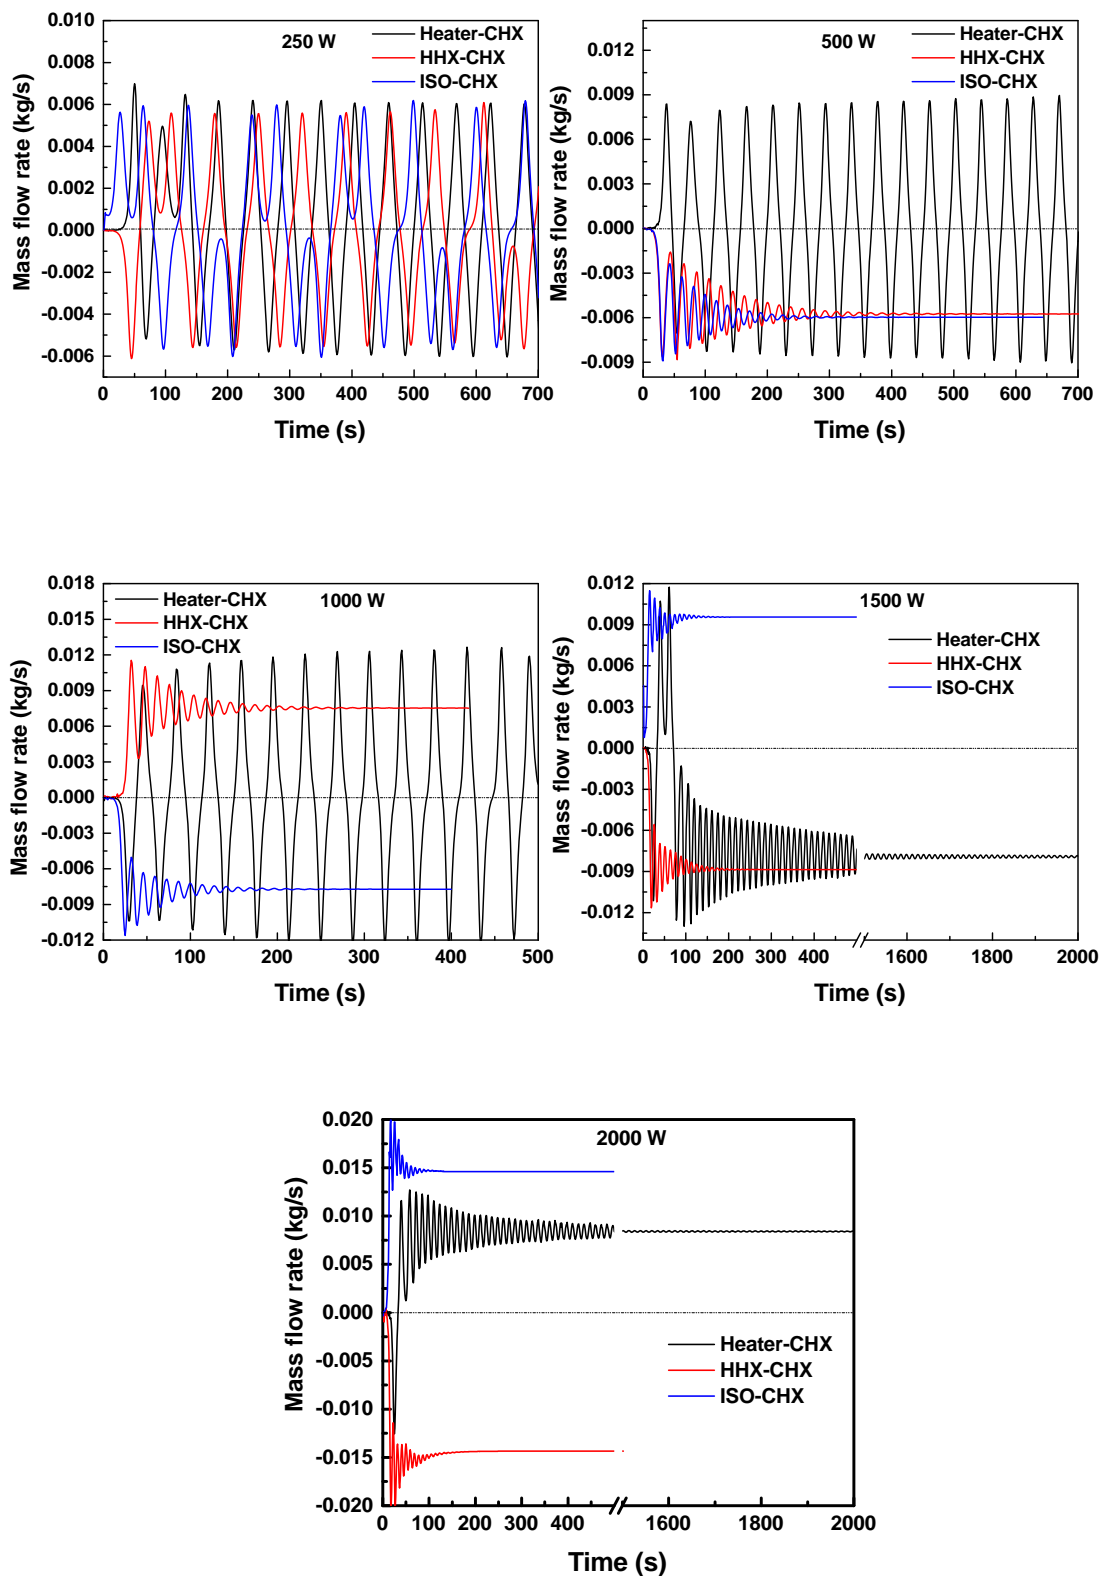 250 W
Heater-CHX
HHX-CHX
ISO-CHX
0.010
0.008
0.006
0.004
0.002
0.000
-0.002
-0.004
-0.006
Mass flow rate (kg/s)
0 100 200 300 400 500 600 700
Time (s)
500 W
Heater-CHX
HHX-CHX
ISO-CHX
0.012
0.009
0.006
0.003
0.000
-0.003
-0.006
-0.009
Mass flow rate (kg/s)
0 100 200 300 400 500 600 700
Time (s)
1000 W
Heater-CHX
HHX-CHX
ISO-CHX
0.018
0.015
0.012
0.009
0.006
0.003
0.000
-0.003
-0.006
-0.009
-0.012
Mass flow rate (kg/s)
0 100 200 300 400 500
Time (s)
1500 W
Heater-CHX
HHX-CHX
ISO-CHX
0.012
0.009
0.006
0.003
0.000
-0.003
-0.006
-0.009
-0.012
Mass flow rate (kg/s)
0 100 200 300 400 1600 1800 2000
Time (s)
2000 W
Heater-CHX
HHX-CHX
ISO-CHX
0.020
0.015
0.010
0.005
0.000
-0.005
-0.010
-0.015
-0.020
Mass flow rate (kg/s)
0 100 200 300 400 1600 1800 2000
Time (s)